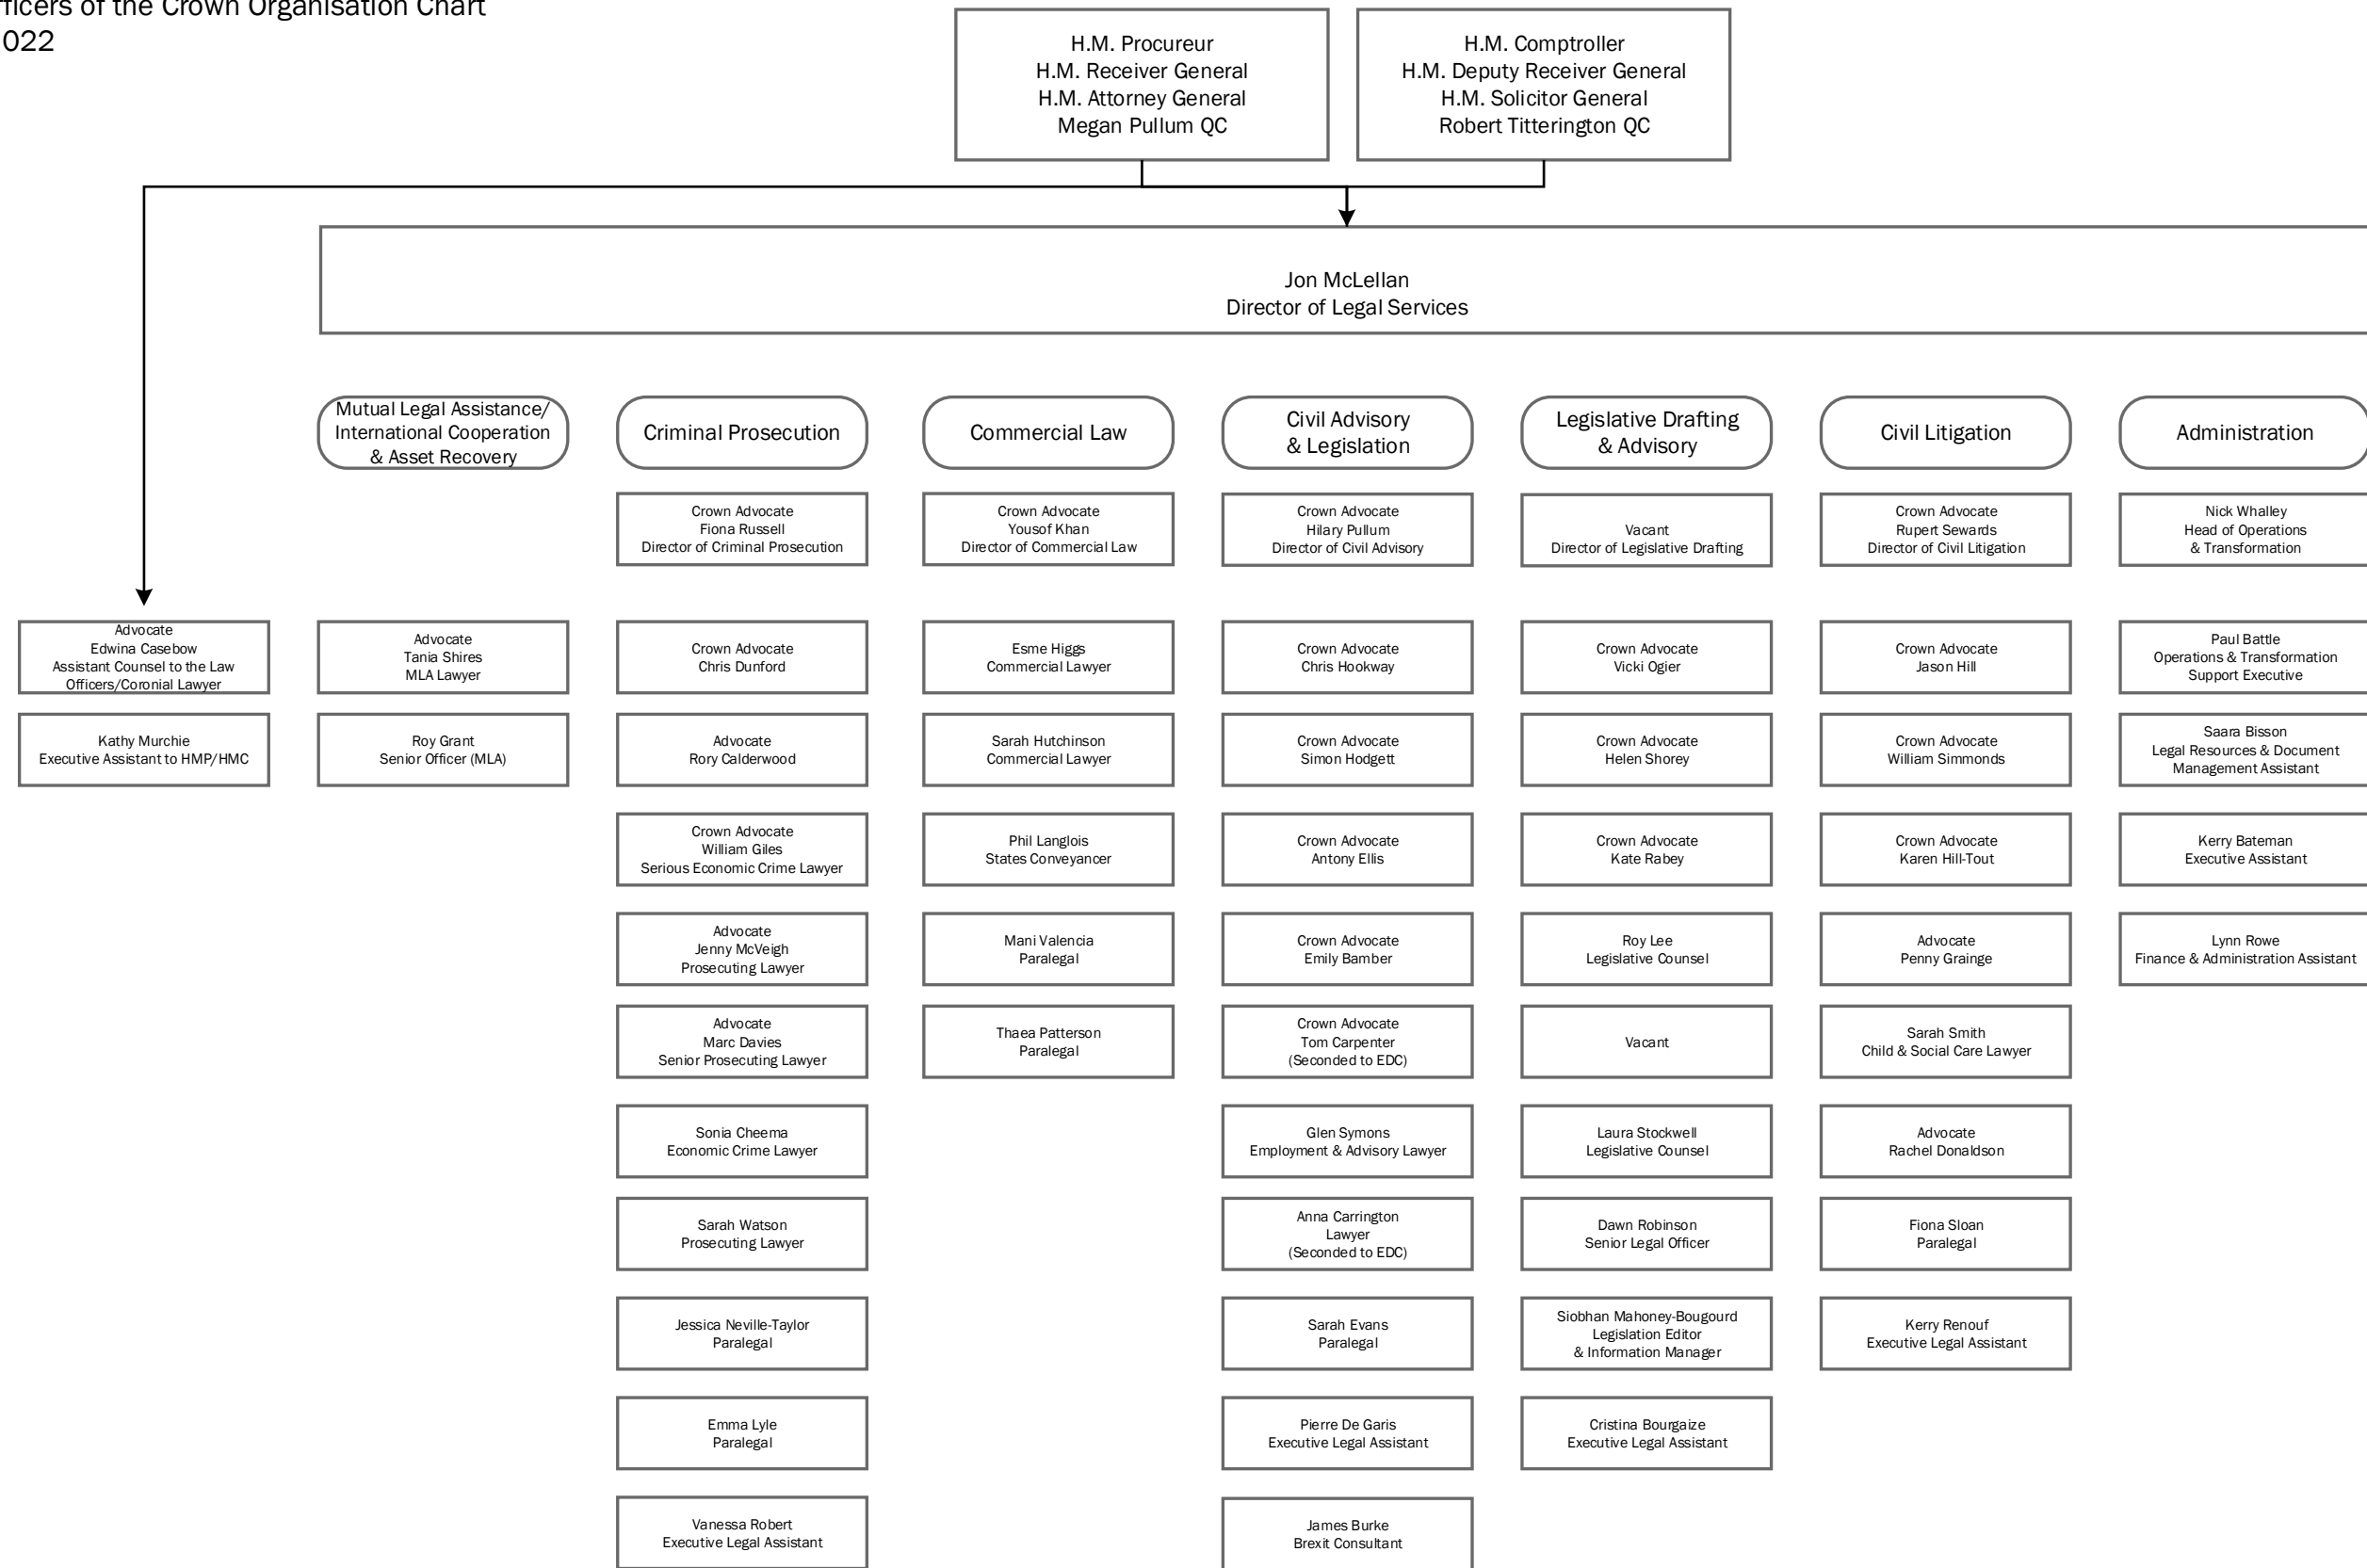 of the Crown Organisation Chart
H.M. Procureur
H.M. Receiver General
H.M. Attorney General
Megan Pullum QC
H.M. Comptroller
H.M. Deputy Receiver General
H.M. Solicitor General
Robert Titterington QC
Jon McLellan
Director of Legal Services
Mutual Legal Assistance/
International Cooperation
& Asset Recovery
Criminal Prosecution
Commercial Law
Civil Advisory
& Legislation
Legislative Drafting
& Advisory
Civil Litigation
Administration
Crown Advocate
Fiona Russell
Director of Criminal Prosecution
Crown Advocate
Yousof Khan
Director of Commercial Law
Crown Advocate
Hilary Pullum
Director of Civil Advisory
Vacant
Director of Legislative Drafting
Crown Advocate
Rupert Sewards
Director of Civil Litigation
Nick Whalley
Head of Operations
& Transformation
Advocate
Edwina Casebow
Assistant Counsel to the Law
Officers/Coronial Lawyer
Advocate
Tania Shires
MLA Lawyer
Crown Advocate
Chris Dunford
Esme Higgs
Commercial Lawyer
Crown Advocate
Chris Hookway
Crown Advocate
Vicki Ogier
Crown Advocate
Jason Hill
Paul Battle
Operations & Transformation
Support Executive
Kathy Murchie
Executive Assistant to HMP/HMC
Roy Grant
Senior Officer (MLA)
Advocate
Rory Calderwood
Sarah Hutchinson
Commercial Lawyer
Crown Advocate
Simon Hodgett
Crown Advocate
Helen Shorey
Crown Advocate
William Simmonds
Saara Bisson
Legal Resources & Document
Management Assistant
Crown Advocate
William Giles
Serious Economic Crime Lawyer
Phil Langlois
States Conveyancer
Crown Advocate
Antony Ellis
Crown Advocate
Kate Rabey
Crown Advocate
Karen Hill-Tout
Kerry Bateman
Executive Assistant
Advocate
Jenny McVeigh
Prosecuting Lawyer
Mani Valencia
Paralegal
Crown Advocate
Emily Bamber
Roy Lee
Legislative Counsel
Advocate
Penny Grainge
Lynn Rowe
Finance & Administration Assistant
Advocate
Marc Davies
Senior Prosecuting Lawyer
Thaea Patterson
Paralegal
Crown Advocate
Tom Carpenter
(Seconded to EDC)
Vacant
Sarah Smith
Child & Social Care Lawyer
Sonia Cheema
Economic Crime Lawyer
Glen Symons
Employment & Advisory Lawyer
Laura Stockwell
Legislative Counsel
Advocate
Rachel Donaldson
Sarah Watson
Prosecuting Lawyer
Anna Carrington
Lawyer
(Seconded to EDC)
Dawn Robinson
Senior Legal Officer
Fiona Sloan
Paralegal
Jessica Neville-Taylor
Paralegal
Sarah Evans
Paralegal
Siobhan Mahoney-Bougourd
Legislation Editor
& Information Manager
Kerry Renouf
Executive Legal Assistant
Emma Lyle
Paralegal
Pierre De Garis
Executive Legal Assistant
Cristina Bourgaize
Executive Legal Assistant
Vanessa Robert
Executive Legal Assistant
James Burke
Brexit Consultant